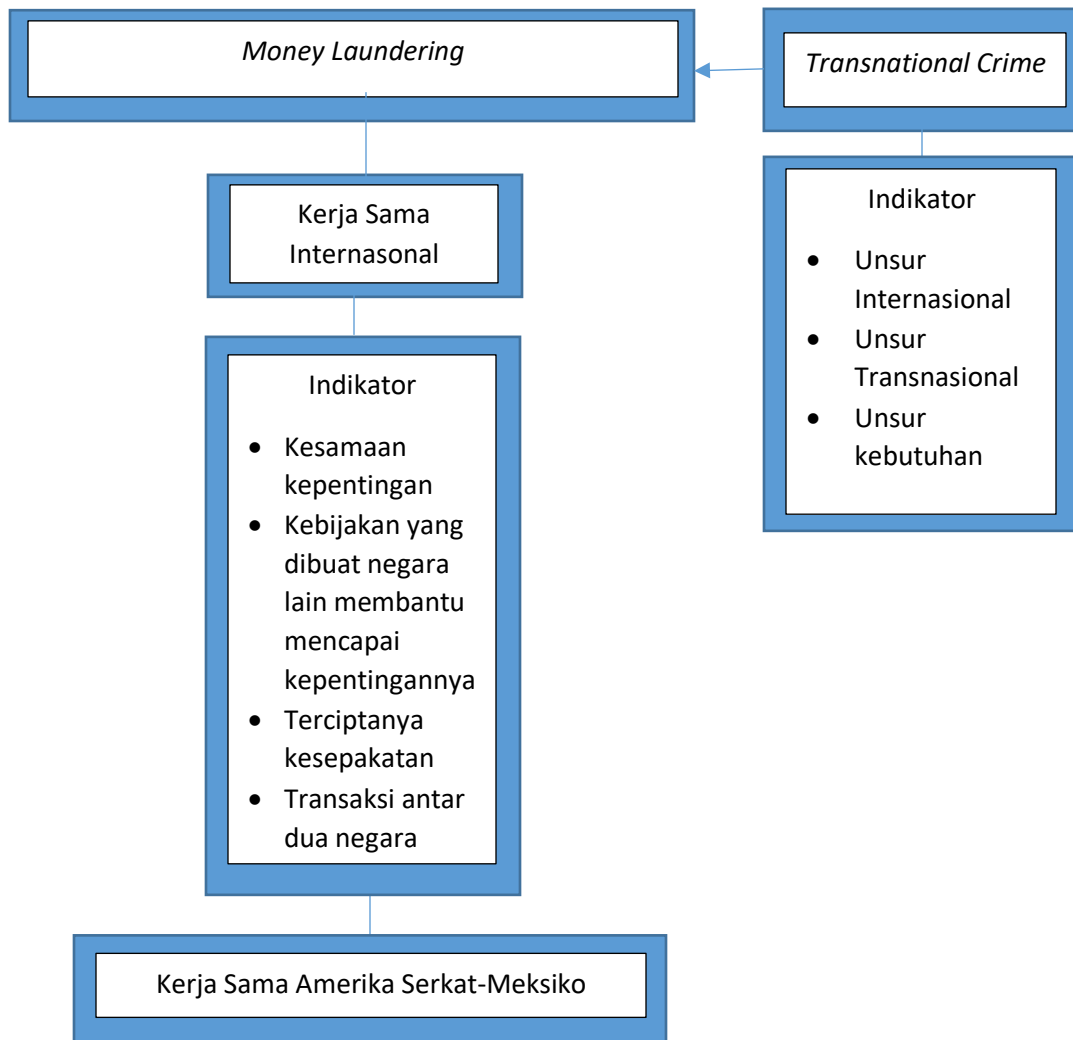 Money Laundering
Transnational Crime
Kerja Sama
Internasonal
Indikator
• Unsur
Internasional
• Unsur
Transnasional
• Unsur
kebutuhan
Indikator
• Kesamaan
kepentingan
• Kebijakan yang
dibuat negara
lain membantu
mencapai
kepentingannya
• Terciptanya
kesepakatan
• Transaksi antar
dua negara
Kerja Sama Amerika Serkat-Meksiko